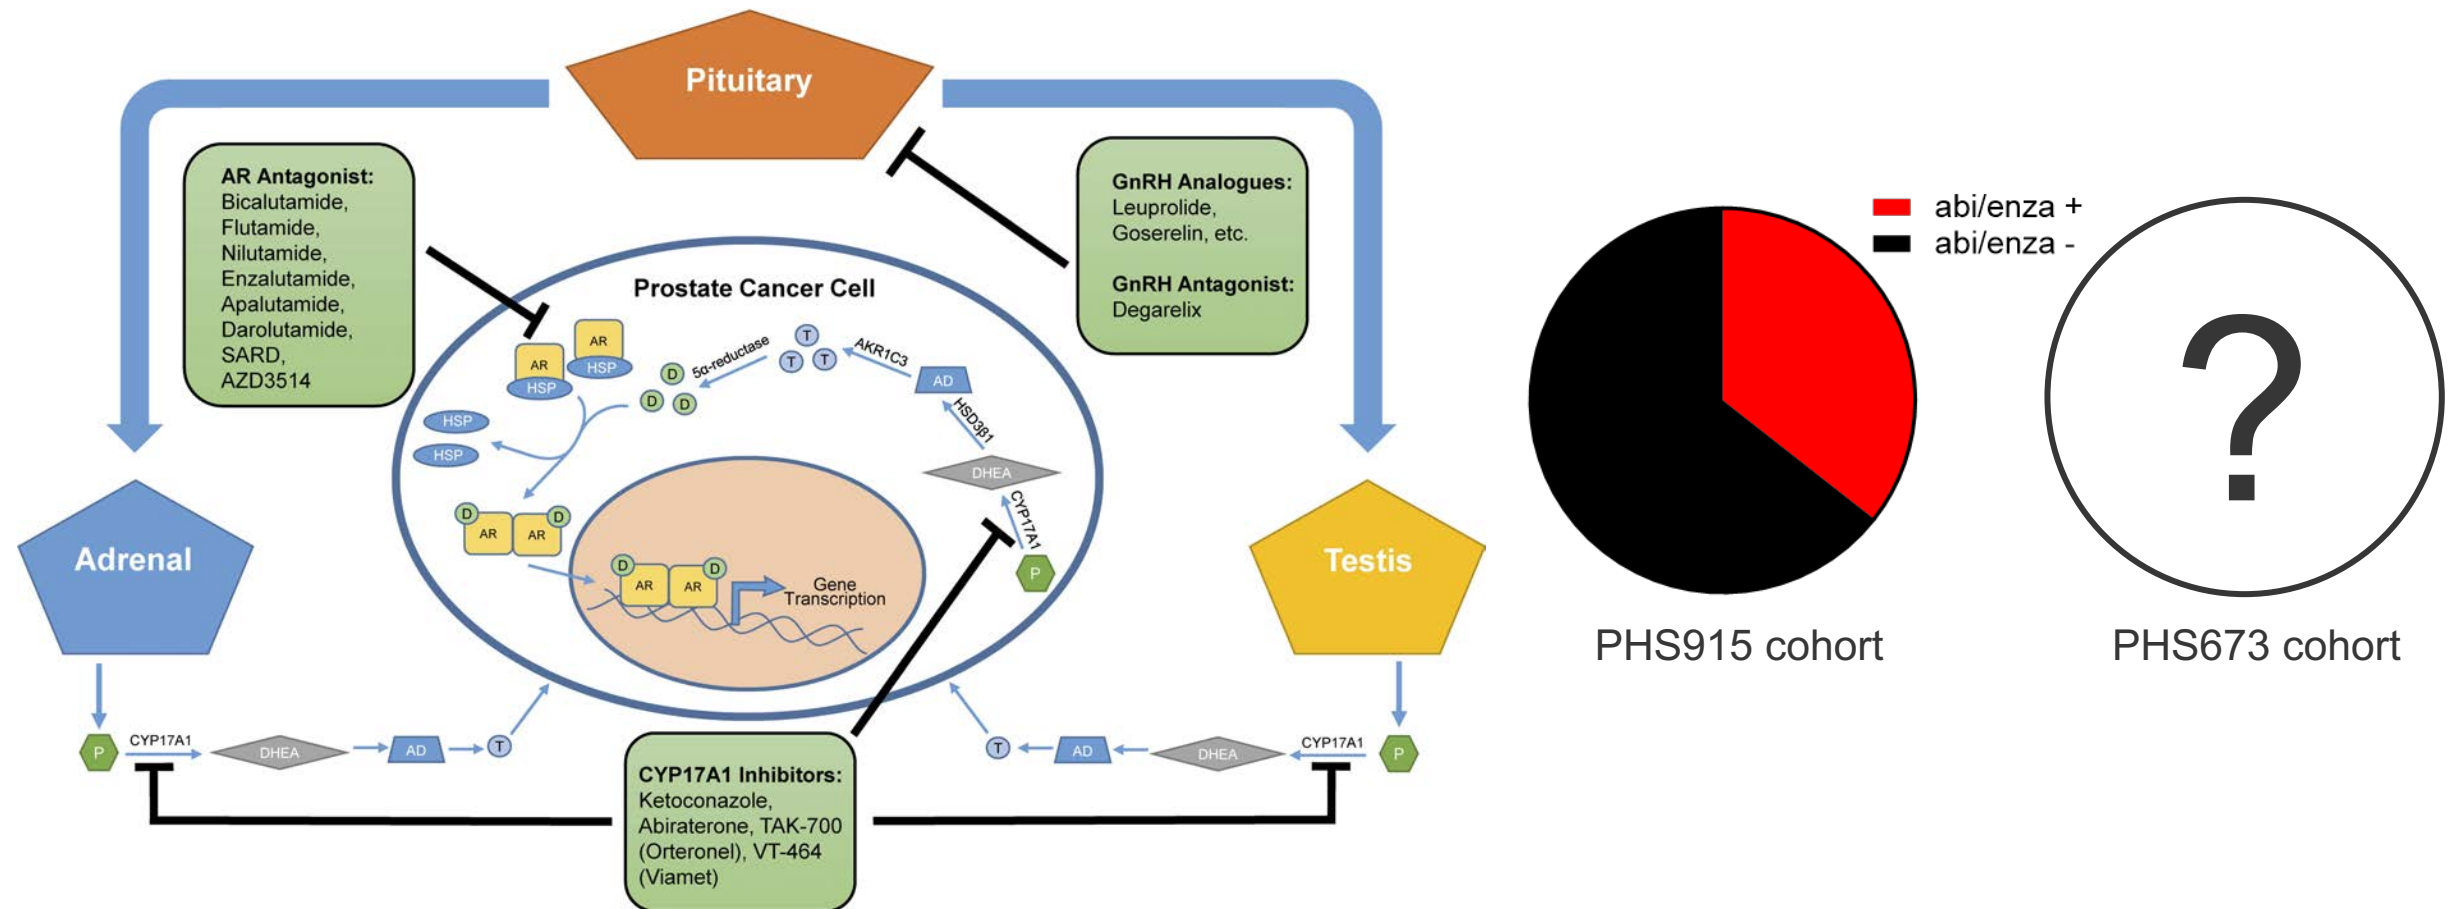 Pituitary
AR Antagonist:
Bicalutamide,
Flutamide,
Nilutamide,
Enzalutamide,
Apalutamide,
Darolutamide,
SARD,
AZD3514
GnRH Analogues:
Leuprolide,
Goserelin, etc.
GnRH Antagonist:
Degarelix
Prostate Cancer Cell
AR
HSP
AR
HSP
HSP
HSP
D
D
D
5α-reductase
T
T
T
AKR1C3
AD
HSD3β1
DHEA
CYP17A1
P
D
D
AR
AR
D
D
AR
AR
Gene
Transcription
Adrenal
Testis
P
CYP17A1
DHEA
AD
T
T
AD
DHEA
CYP17A1
P
CYP17A1 Inhibitors:
Ketoconazole,
Abiraterone, TAK-700
(Orteronel), VT-464
(Viamet)
abi/enza +
abi/enza -
?
PHS915 cohort
PHS673 cohort